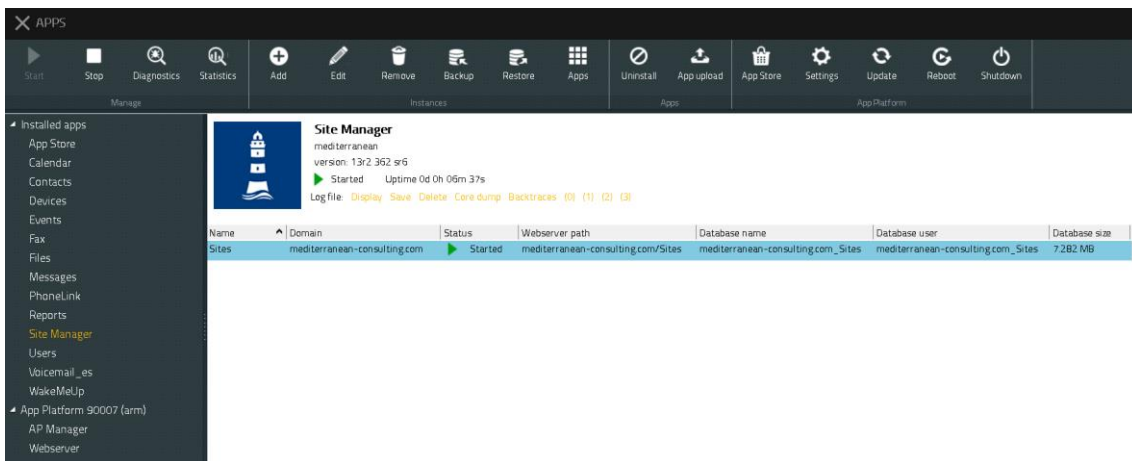 APPS
Start Stop Diagnostics Statistics Add Edit Remove Backup Restore Apps Uninstall App upload App Store Settings Update Reboot Shutdown
Manage Instances Apps App Platform
Installed apps
App Store
Calendar
Contacts
Devices
Events
Fax
Files
Messages
PhoneLink
Reports
Site Manager
Users
Voicemail_es
WakeMeUp
App Platform 90007 (arm)
AP Manager
Webserver
Site Manager
mediterranean
version: 13r2 362 sr6
Started Uptime 0d 0h 06m 37s
Log file: Display Save Delete Core dump Backtraces (0) (1) (2) (3)
Name Domain Status Webserver path Database name Database user Database size
Sites mediterranean-consulting.com Started mediterranean-consulting.com/Sites mediterranean-consulting.com_Sites mediterranean-consulting.com_Sites 7.282 MB